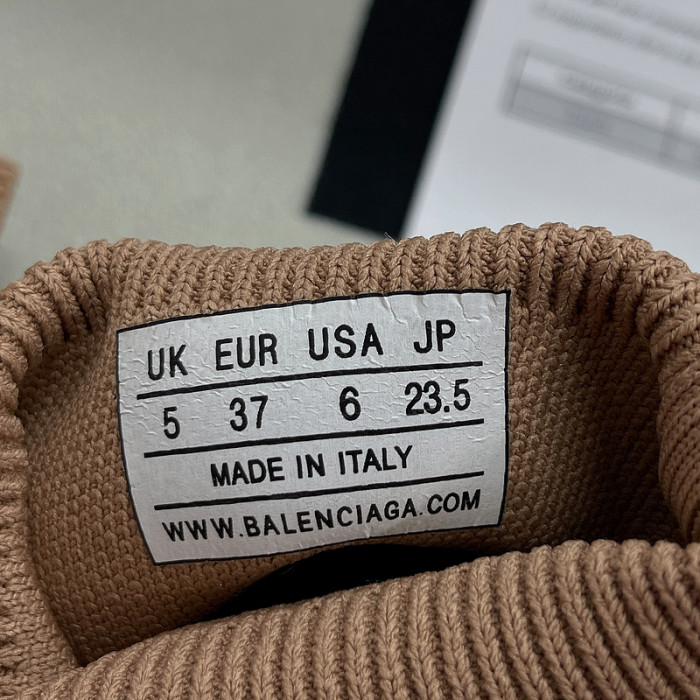 UK EUR USA JP
5 37 6 23.5
MADE IN ITALY
WWW.BALENCIAGA.COM